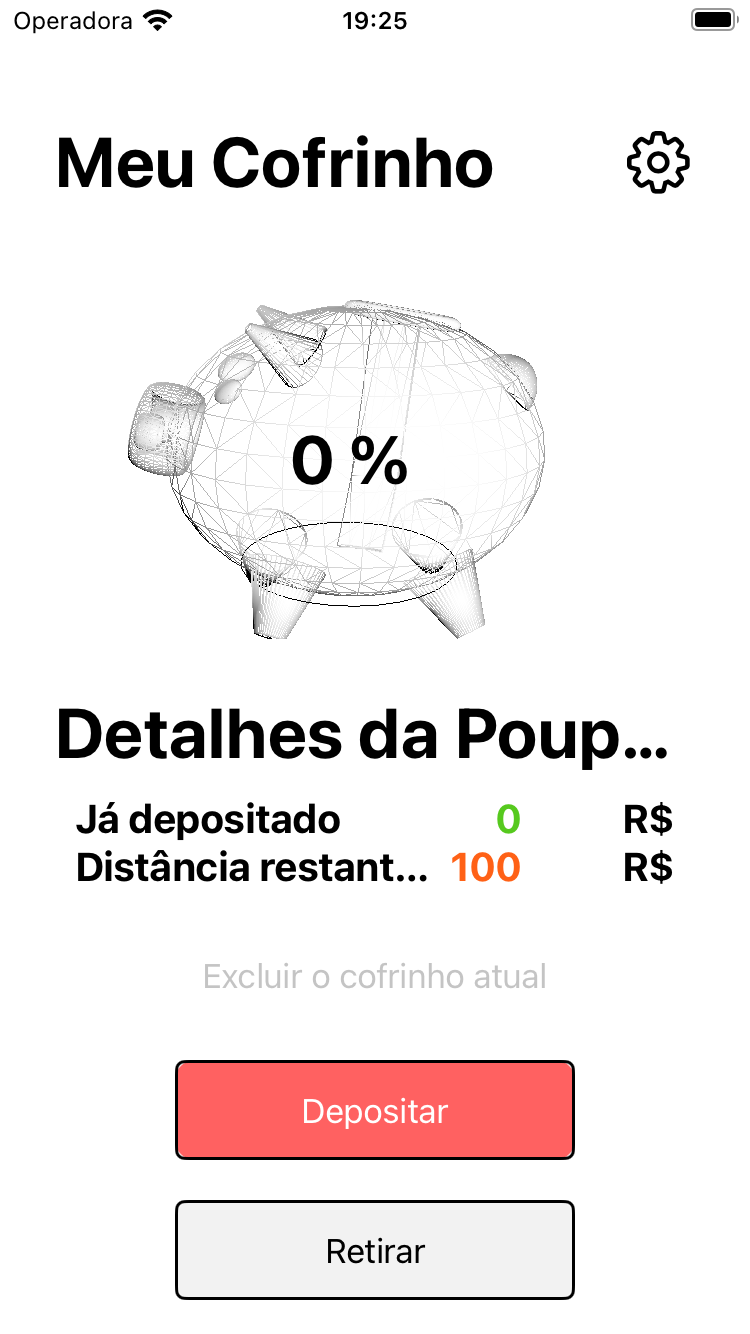 Operadora 19:25
Meu Cofrinho
0 %
Detalhes da Poup...
Já depositado 0 R$
Distância restant... 100 R$
Excluir o cofrinho atual
Depositar
Retirar